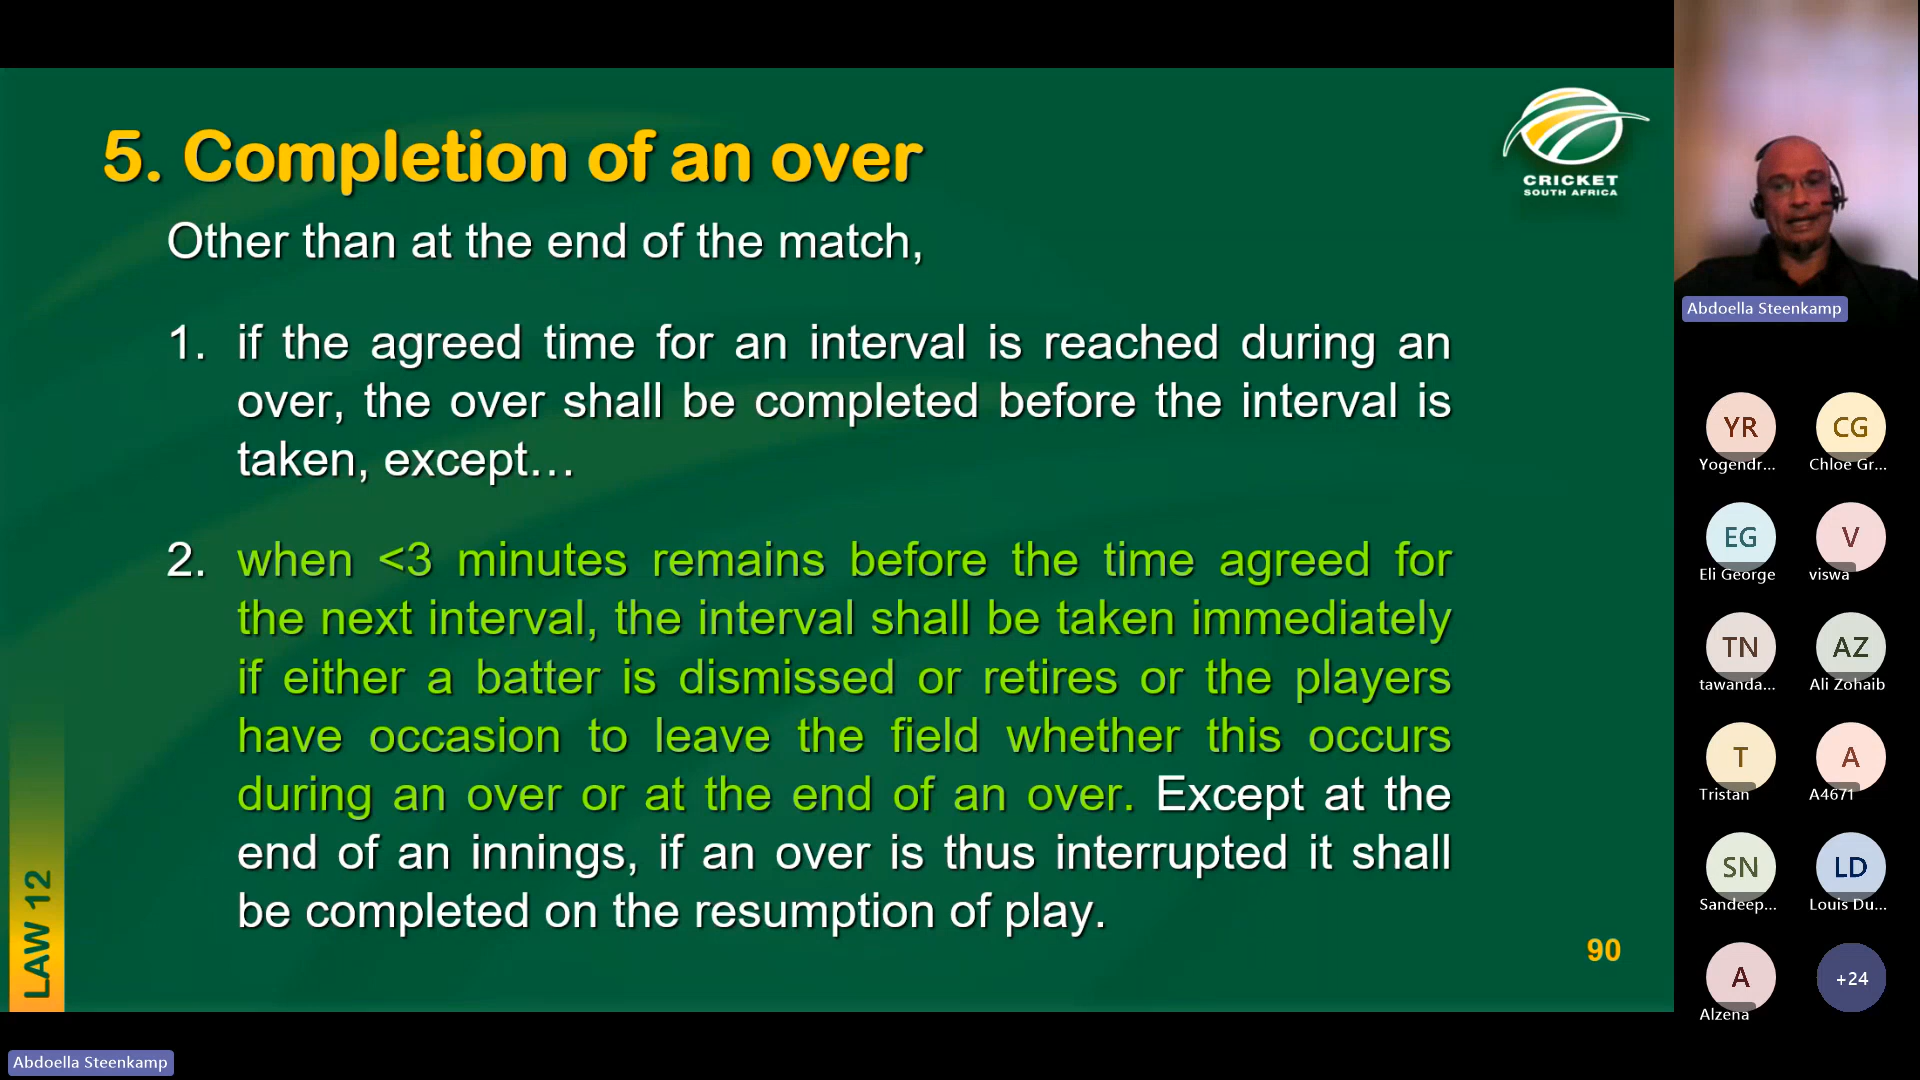 5. Completion of an over
CRICKET
SOUTH AFRICA
Other than at the end of the match,
1. if the agreed time for an interval is reached during an
over, the over shall be completed before the interval is
taken, except…
2. when <3 minutes remains before the time agreed for
the next interval, the interval shall be taken immediately
if either a batter is dismissed or retires or the players
have occasion to leave the field whether this occurs
during an over or at the end of an over. Except at the
end of an innings, if an over is thus interrupted it shall
be completed on the resumption of play.
LAW 12
90
Abdoella Steenkamp
Abdoella Steenkamp
YR
Yogendr...
CG
Chloe Gr...
EG
Eli George
V
viswa
TN
tawanda...
AZ
Ali Zohaib
T
Tristan
A
A4671
SN
Sandeep...
LD
Louis Du...
A
Alzena
+24